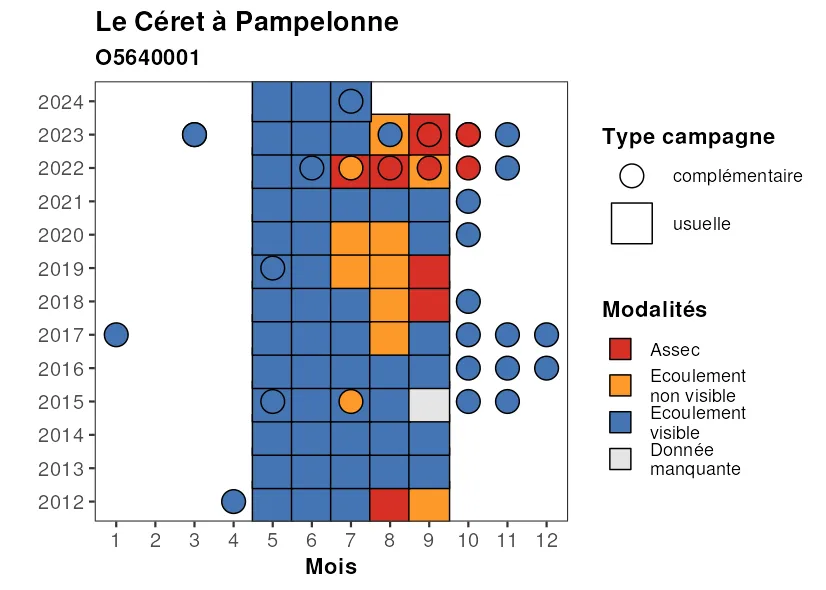 Le Céret à Pampelonne
O5640001
2024
2023
2022
2021
2020
2019
2018
2017
2016
2015
2014
2013
2012
1 2 3 4 5 6 7 8 9 10 11 12
Mois
Type campagne
complémentaire
usuelle
Modalités
Assec
Ecoulement
non visible
Ecoulement
visible
Donnée
manquante